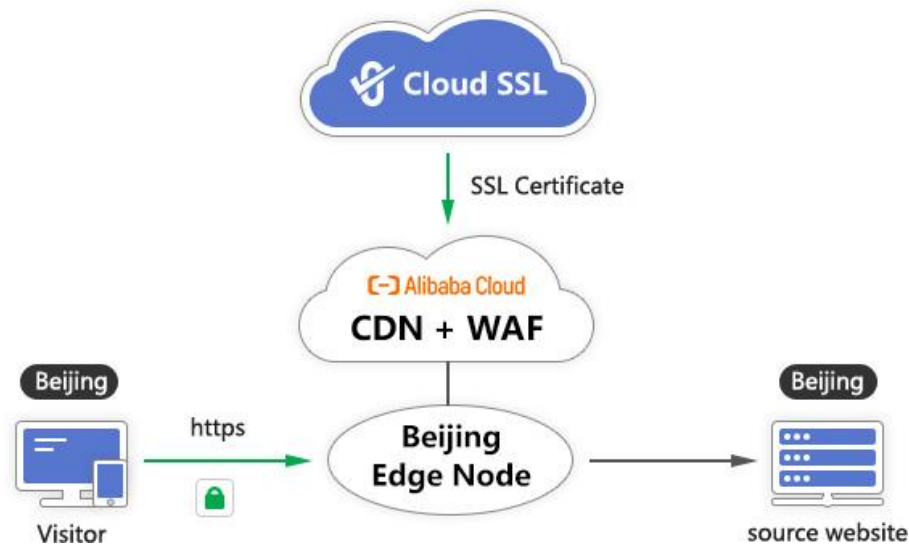 Cloud SSL
SSL Certificate
Alibaba Cloud
CDN + WAF
Beijing
Beijing
https
Beijing
Edge Node
Visitor
source website